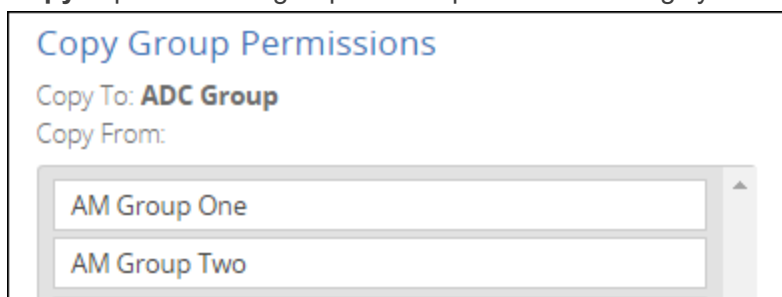 Copy Group Permissions
Copy To: ADC Group
Copy From:
AM Group One
AM Group Two